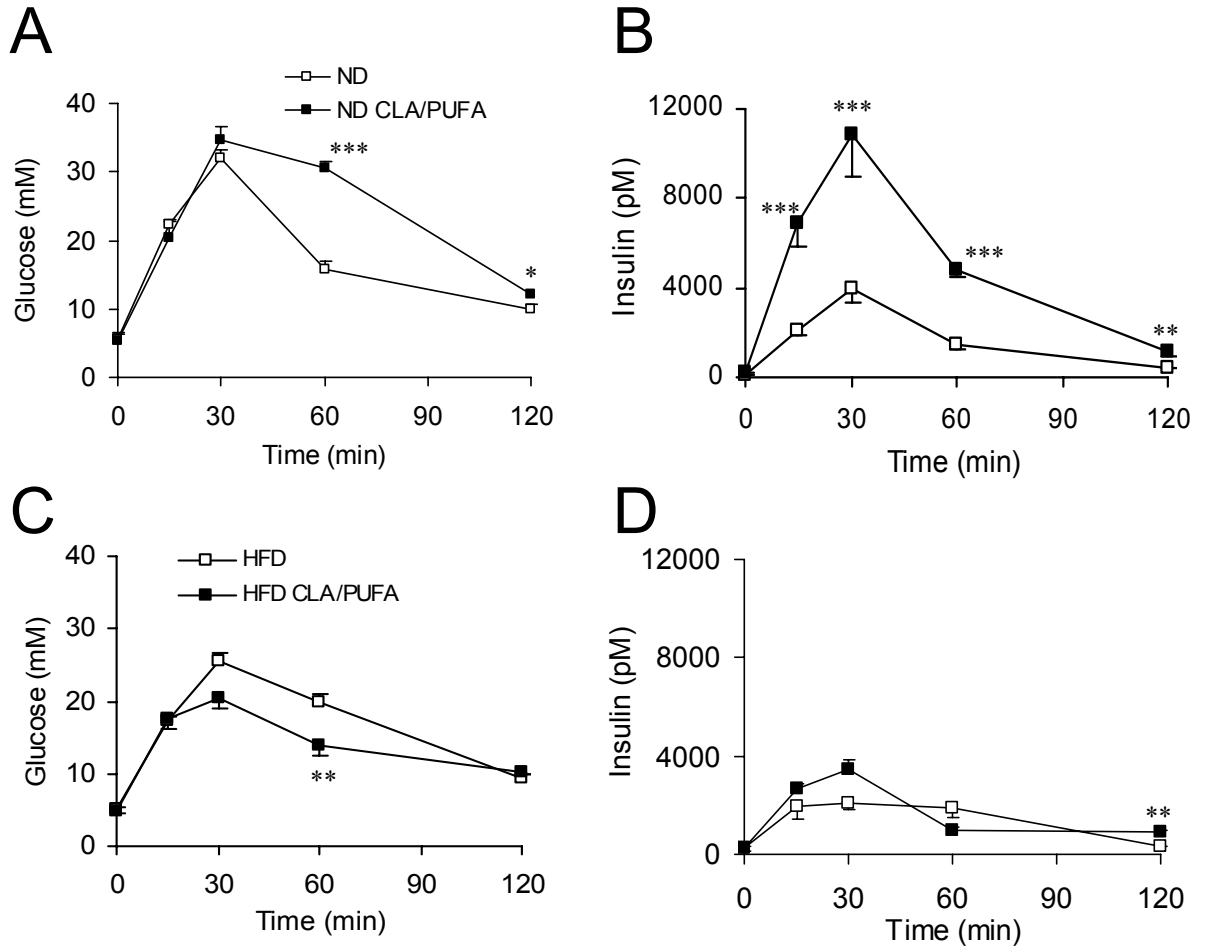 A
ND
ND CLA/PUFA
40
30
20
10
0
***
*
Glucose (mM)
0 30 60 90 120
Time (min)
B
12000
8000
4000
0
***
***
***
**
Insulin (pM)
0 30 60 90 120
Time (min)
C
HFD
HFD CLA/PUFA
40
30
20
10
0
**
Glucose (mM)
0 30 60 90 120
Time (min)
D
12000
8000
4000
0
**
Insulin (pM)
0 30 60 90 120
Time (min)